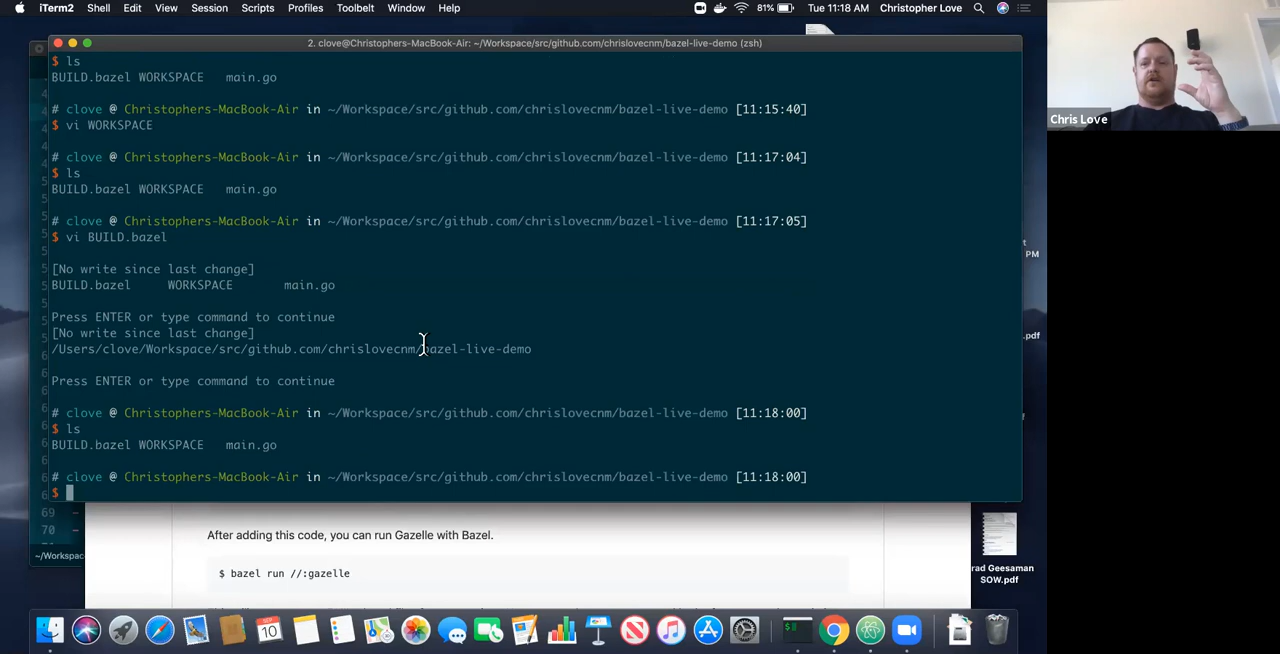 iTerm2 Shell Edit View Session Scripts Profiles Toolbelt Window Help 81% Tue 11:18 AM Christopher Love
2. clove@Christophers-MacBook-Air: ~/Workspace/src/github.com/chrislovecnm/bazel-live-demo (zsh)
$ ls
BUILD.bazel WORKSPACE main.go
# clove @ Christophers-MacBook-Air in ~/Workspace/src/github.com/chrislovecnm/bazel-live-demo [11:15:40]
$ vi WORKSPACE
# clove @ Christophers-MacBook-Air in ~/Workspace/src/github.com/chrislovecnm/bazel-live-demo [11:17:04]
$ ls
BUILD.bazel WORKSPACE main.go
# clove @ Christophers-MacBook-Air in ~/Workspace/src/github.com/chrislovecnm/bazel-live-demo [11:17:05]
$ vi BUILD.bazel
[No write since last change]
BUILD.bazel WORKSPACE main.go
Press ENTER or type command to continue
[No write since last change]
/Users/clove/Workspace/src/github.com/chrislovecnm/bazel-live-demo
Press ENTER or type command to continue
# clove @ Christophers-MacBook-Air in ~/Workspace/src/github.com/chrislovecnm/bazel-live-demo [11:18:00]
$ ls
BUILD.bazel WORKSPACE main.go
# clove @ Christophers-MacBook-Air in ~/Workspace/src/github.com/chrislovecnm/bazel-live-demo [11:18:00]
$
69 -
70 -
~/Workspac
After adding this code, you can run Gazelle with Bazel.
$ bazel run //:gazelle
Chris Love
PM
.pdf
rad Geesaman
SOW.pdf
10